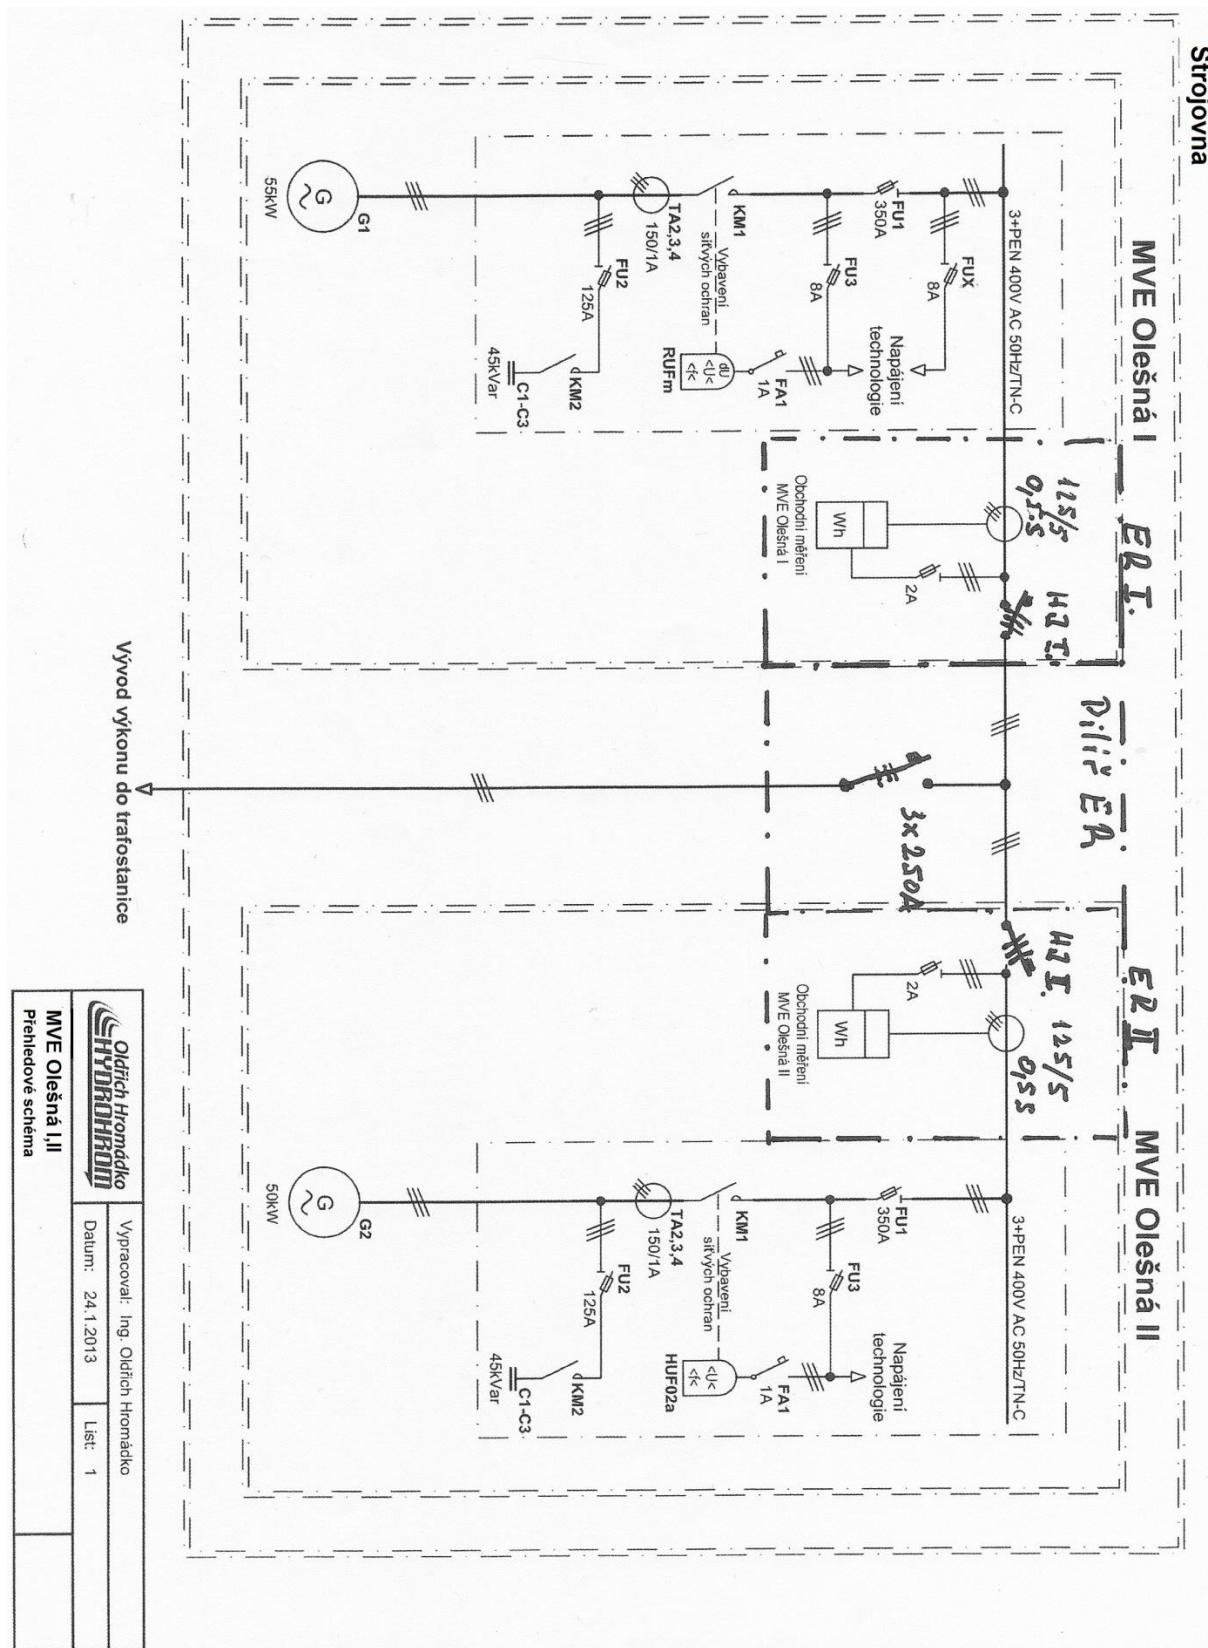 Strojovna
MVE Olešná I
ER I.
Diliř ER
ER II.
MVE Olešná II
3+PEN 400V AC 50Hz/TN-C
125/5
0,5S
HJ I.
HJ II.
125/5
0,5S
3+PEN 400V AC 50Hz/TN-C
FU1
350A
FUX
8A
KM1
FU3
8A
TA2,3,4
150/1A
Vybavení
síťvých ochran
Napájení
technologie
G
G1
55kW
FU2
125A
dU
<U<
<f<
RUFm
FA1
1A
KM2
C1-C3
45kVar
Wh
2A
Obchodní měření
MVE Olešná I
3x250A
2A
Wh
Obchodní měření
MVE Olešná II
FU1
350A
KM1
FU3
8A
TA2,3,4
150/1A
Vybavení
síťvých ochran
Napájení
technologie
G
G2
50kW
FU2
125A
<U<
<f<
HUF02a
FA1
1A
KM2
C1-C3
45kVar
Vývod výkonu do trafostanice
Oldřich Hromádko
HYDROHROM
Vypracoval: Ing. Oldřich Hromádko
Datum: 24.1.2013
List: 1
MVE Olešná I,II
Přehledové schéma